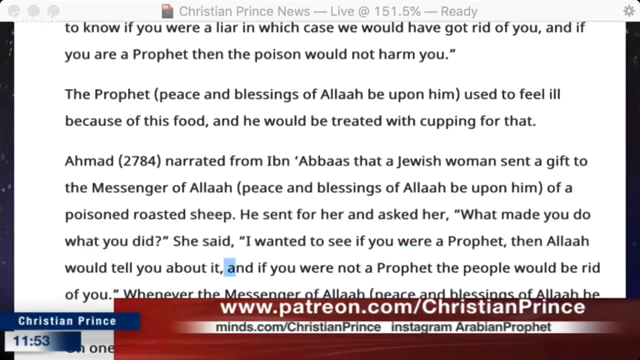 Christian Prince News — Live @ 151.5% — Ready
to know if you were a liar in which case we would have got rid of you, and if
you are a Prophet then the poison would not harm you.”
The Prophet (peace and blessings of Allaah be upon him) used to feel ill
because of this food, and he would be treated with cupping for that.
Ahmad (2784) narrated from Ibn ‘Abbaas that a Jewish woman sent a gift to
the Messenger of Allaah (peace and blessings of Allaah be upon him) of a
poisoned roasted sheep. He sent for her and asked her, “What made you do
what you did?” She said, “I wanted to see if you were a Prophet, then Allaah
would tell you about it, and if you were not a Prophet the people would be rid
of you.” Whenever the Messenger of Allaah (peace and blessings of Allaah be
www.patreon.com/ChristianPrince
Christian Prince
minds.com/ChristianPrince instagram ArabianProphet
11:53